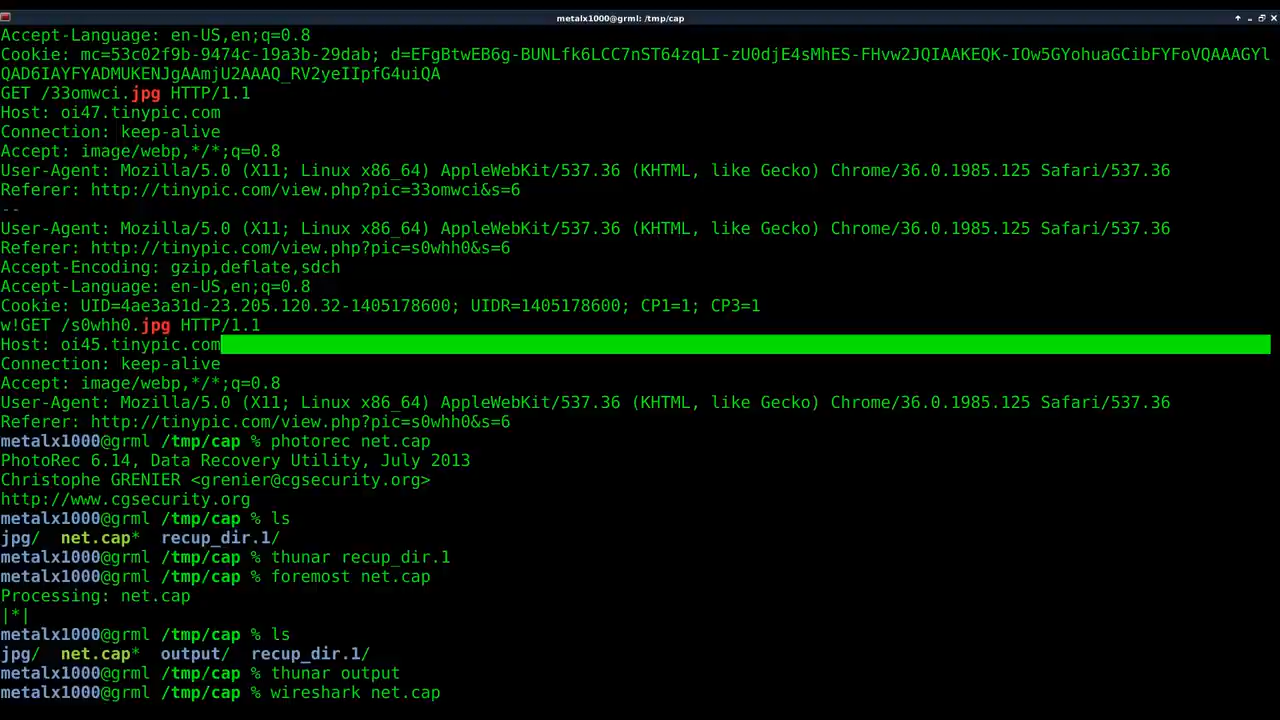 metalx1000@grml: /tmp/cap
Accept-Language: en-US,en;q=0.8
Cookie: mc=53c02f9b-9474c-19a3b-29dab; d=EFgBtwEB6g-BUNLfk6LCC7nST64zqLI-zU0djE4sMhES-FHvw2JQIAAKEQK-IOw5GYohuaGCibFYFoVQAAAGYl
QAD6IAYFYADMUKENJgAAmjU2AAAQ_RV2yeIIpfG4uiQA
GET /33omwci.jpg HTTP/1.1
Host: oi47.tinypic.com
Connection: keep-alive
Accept: image/webp,*/*;q=0.8
User-Agent: Mozilla/5.0 (X11; Linux x86_64) AppleWebKit/537.36 (KHTML, like Gecko) Chrome/36.0.1985.125 Safari/537.36
Referer: http://tinypic.com/view.php?pic=33omwci&s=6
--
User-Agent: Mozilla/5.0 (X11; Linux x86_64) AppleWebKit/537.36 (KHTML, like Gecko) Chrome/36.0.1985.125 Safari/537.36
Referer: http://tinypic.com/view.php?pic=s0whh0&s=6
Accept-Encoding: gzip,deflate,sdch
Accept-Language: en-US,en;q=0.8
Cookie: UID=4ae3a31d-23.205.120.32-1405178600; UIDR=1405178600; CP1=1; CP3=1
w!GET /s0whh0.jpg HTTP/1.1
Host: oi45.tinypic.com
Connection: keep-alive
Accept: image/webp,*/*;q=0.8
User-Agent: Mozilla/5.0 (X11; Linux x86_64) AppleWebKit/537.36 (KHTML, like Gecko) Chrome/36.0.1985.125 Safari/537.36
Referer: http://tinypic.com/view.php?pic=s0whh0&s=6
metalx1000@grml /tmp/cap % photorec net.cap
PhotoRec 6.14, Data Recovery Utility, July 2013
Christophe GRENIER <grenier@cgsecurity.org>
http://www.cgsecurity.org
metalx1000@grml /tmp/cap % ls
jpg/  net.cap*  recup_dir.1/
metalx1000@grml /tmp/cap % thunar recup_dir.1
metalx1000@grml /tmp/cap % foremost net.cap
Processing: net.cap
|*|
metalx1000@grml /tmp/cap % ls
jpg/  net.cap*  output/  recup_dir.1/
metalx1000@grml /tmp/cap % thunar output
metalx1000@grml /tmp/cap % wireshark net.cap